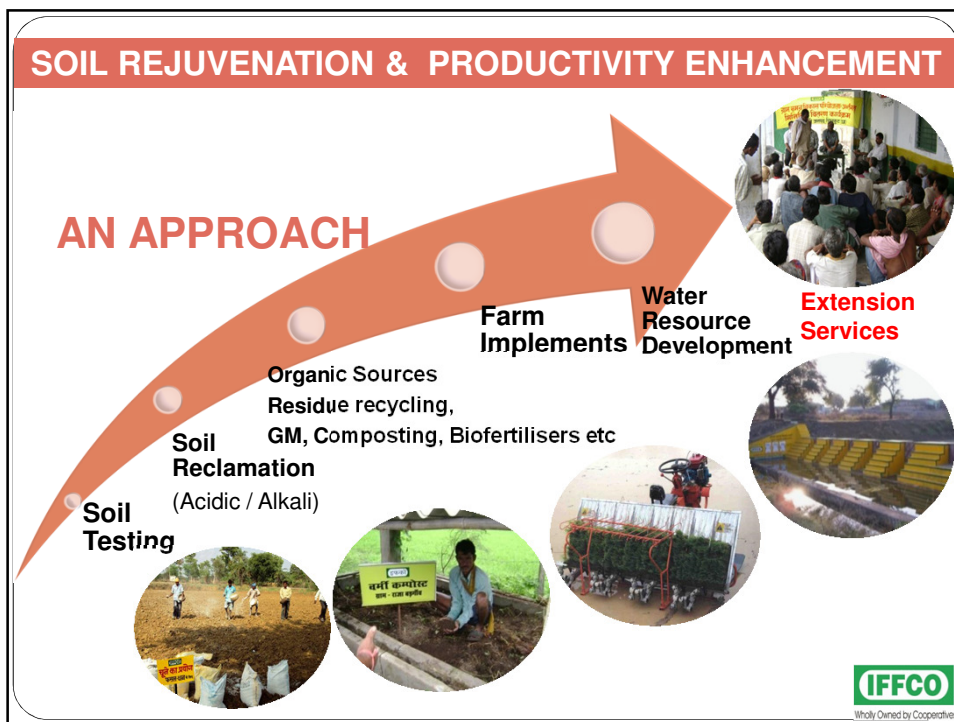 SOIL REJUVENATION & PRODUCTIVITY ENHANCEMENT
AN APPROACH
Soil
Testing
Soil
Reclamation
(Acidic / Alkali)
Organic Sources
Residue recycling,
GM, Composting, Biofertilisers etc
Farm
Implements
Water
Resource
Development
Extension
Services
वर्मी कम्पोस्ट
चूने का प्रयोग
IFFCO
Wholly Owned by Cooperatives